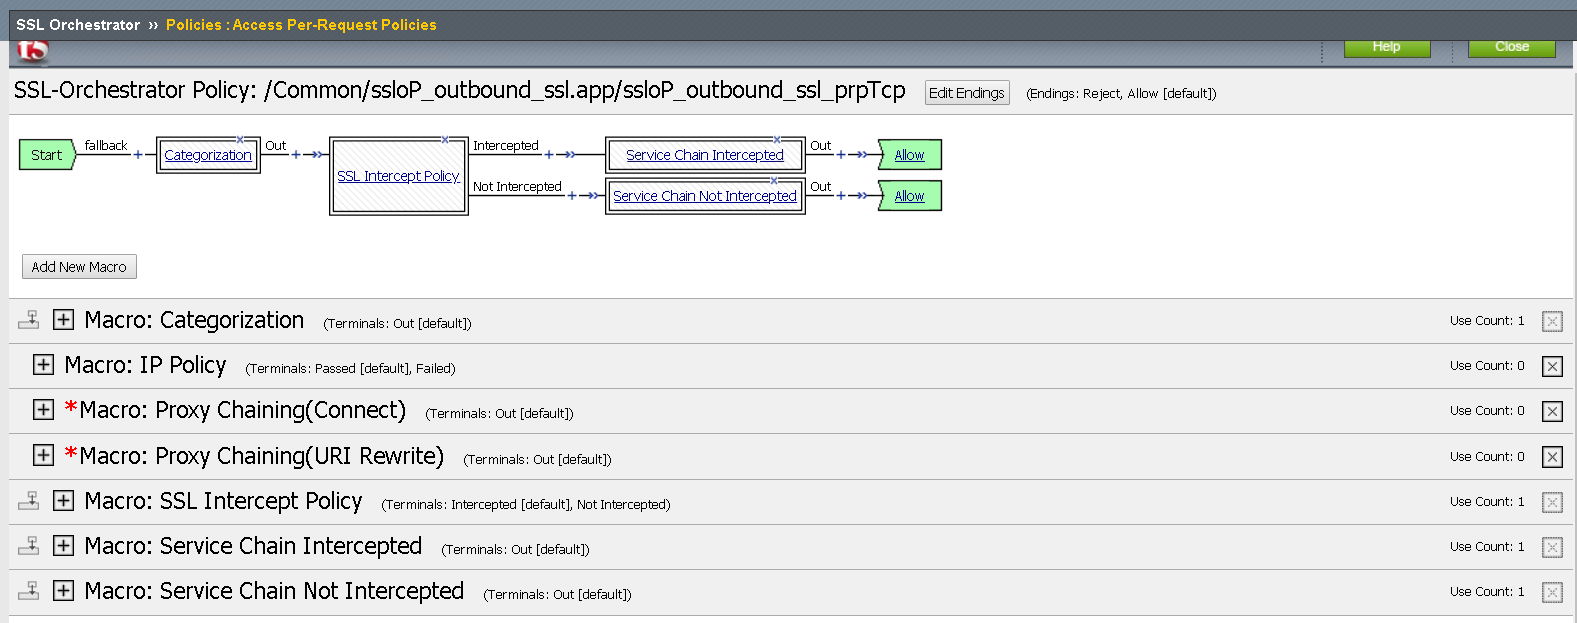 SSL Orchestrator ›› Policies : Access Per-Request Policies
f5 Help Close
SSL-Orchestrator Policy: /Common/ssloP_outbound_ssl.app/ssloP_outbound_ssl_prpTcp Edit Endings (Endings: Reject, Allow [default])
Start fallback + Categorization Out + SSL Intercept Policy Intercepted + Service Chain Intercepted Out + Allow
Not Intercepted + Service Chain Not Intercepted Out + Allow
Add New Macro
+ Macro: Categorization (Terminals: Out [default]) Use Count: 1
+ Macro: IP Policy (Terminals: Passed [default], Failed) Use Count: 0
+ *Macro: Proxy Chaining(Connect) (Terminals: Out [default]) Use Count: 0
+ *Macro: Proxy Chaining(URI Rewrite) (Terminals: Out [default]) Use Count: 0
+ Macro: SSL Intercept Policy (Terminals: Intercepted [default], Not Intercepted) Use Count: 1
+ Macro: Service Chain Intercepted (Terminals: Out [default]) Use Count: 1
+ Macro: Service Chain Not Intercepted (Terminals: Out [default]) Use Count: 1